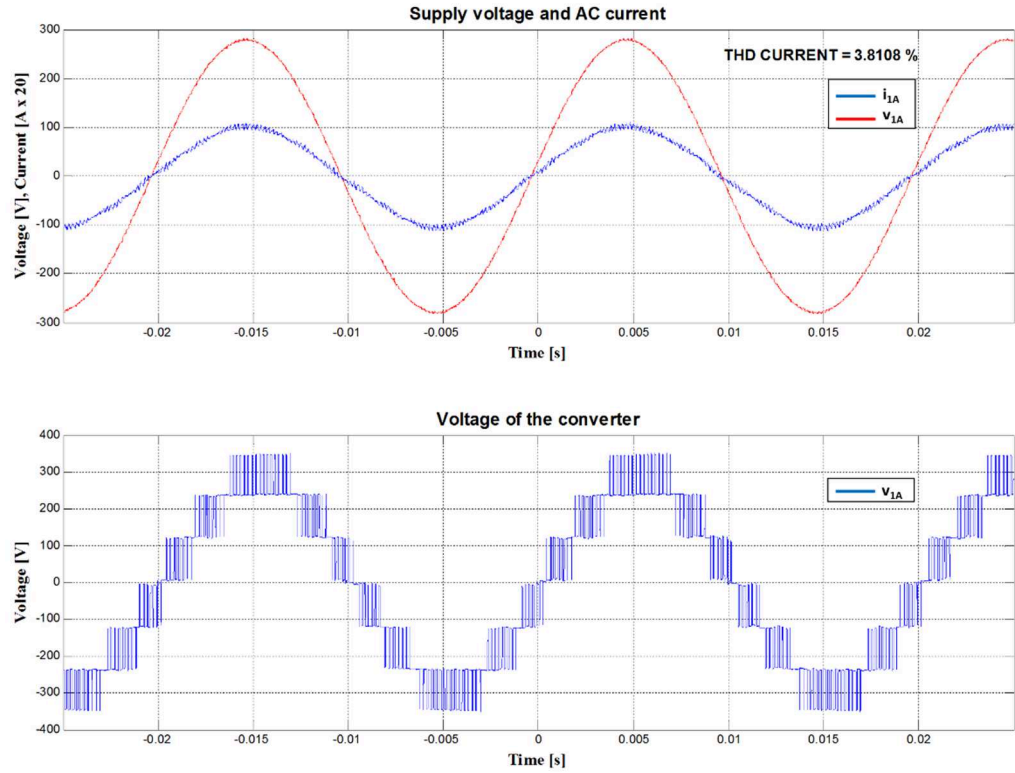 Supply voltage and AC current
THD CURRENT = 3.8108 %
i1A
v1A
Voltage [V], Current [A x 20]
300
200
100
0
-100
-200
-300
-0.02 -0.015 -0.01 -0.005 0 0.005 0.01 0.015 0.02
Time [s]
Voltage of the converter
v1A
Voltage [V]
400
300
200
100
0
-100
-200
-300
-400
-0.02 -0.015 -0.01 -0.005 0 0.005 0.01 0.015 0.02
Time [s]